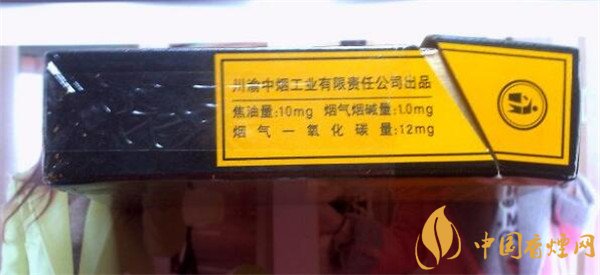 川渝中烟工业有限责任公司出品
焦油量:10mg 烟气烟碱量:1.0mg
烟气一氧化碳量:12mg
中国香烟网